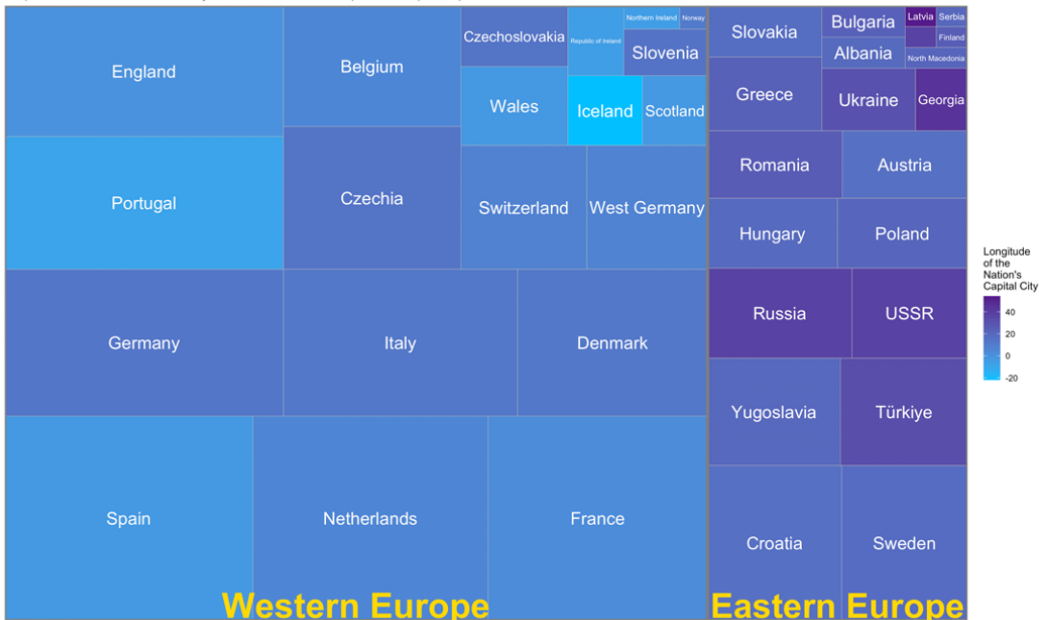 England
Belgium
Czechoslovakia
Republic of Ireland
Northern Ireland
Norway
Slovenia
Wales
Iceland
Scotland
Portugal
Czechia
Switzerland
West Germany
Germany
Italy
Denmark
Spain
Netherlands
France
Western Europe
Slovakia
Bulgaria
Latvia
Serbia
Finland
Albania
North Macedonia
Greece
Ukraine
Georgia
Romania
Austria
Hungary
Poland
Russia
USSR
Yugoslavia
Türkiye
Croatia
Sweden
Eastern Europe
Longitude
of the
Nation's
Capital City
40
20
0
-20